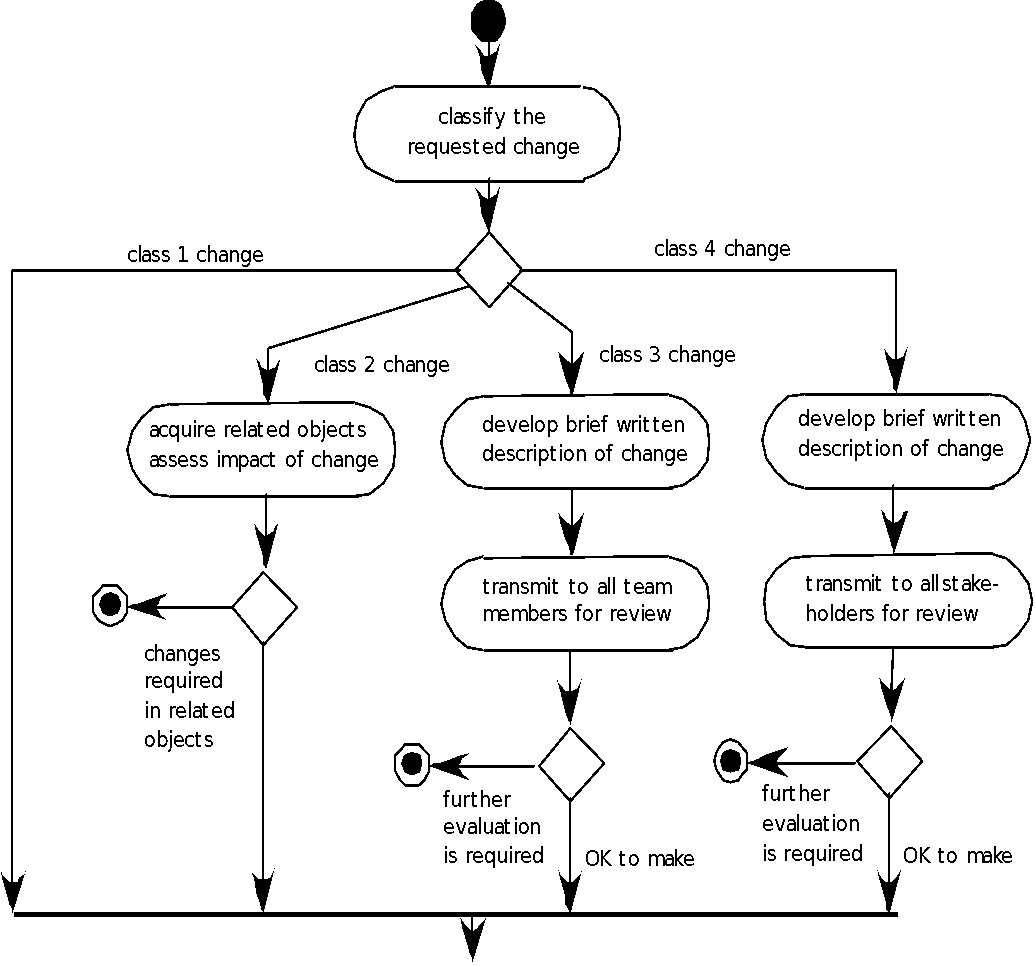 classify the
requested change
class 1 change
class 4 change
class 2 change
class 3 change
acquire related objects
assess impact of change
develop brief written
description of change
develop brief written
description of change
transmit to all team
members for review
transmit to all stake-
holders for review
changes
required
in related
objects
further
evaluation
is required
OK to make
further
evaluation
is required
OK to make